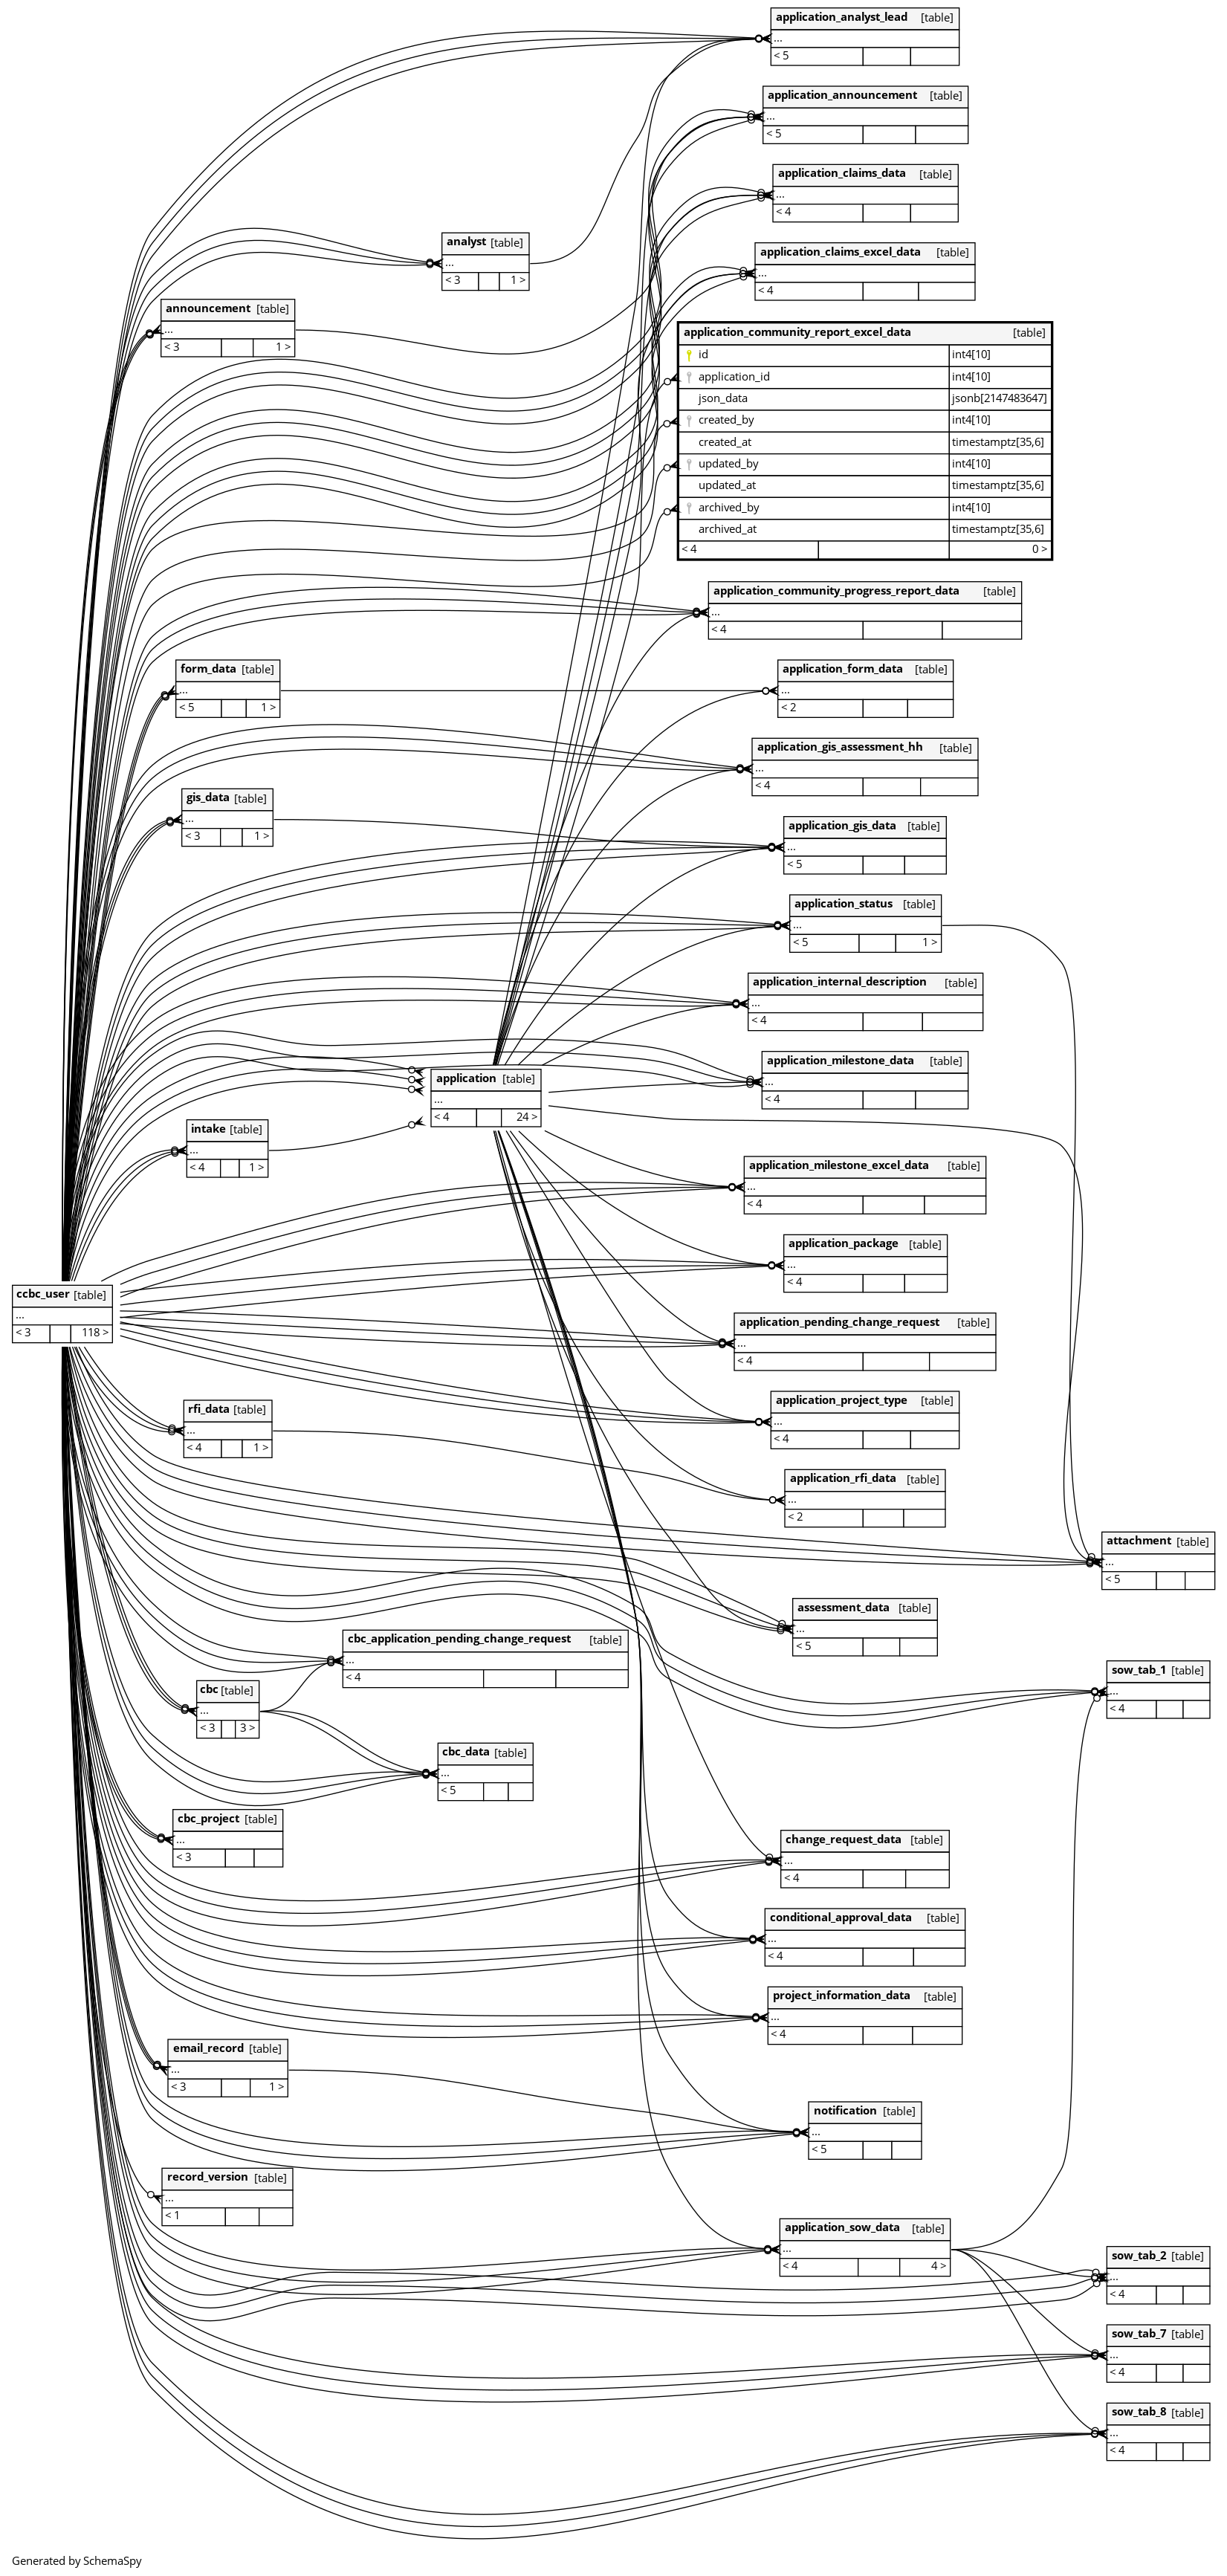 application_analyst_lead [table]
...
< 5
application_announcement [table]
...
< 5
application_claims_data [table]
...
< 4
analyst [table]
...
< 3 1 >
application_claims_excel_data [table]
...
< 4
announcement [table]
...
< 3 1 >
application_community_report_excel_data [table]
id int4[10]
application_id int4[10]
json_data jsonb[2147483647]
created_by int4[10]
created_at timestamptz[35,6]
updated_by int4[10]
updated_at timestamptz[35,6]
archived_by int4[10]
archived_at timestamptz[35,6]
< 4 0 >
application_community_progress_report_data [table]
...
< 4
form_data [table]
...
< 5 1 >
application_form_data [table]
...
< 2
application_gis_assessment_hh [table]
...
< 4
gis_data [table]
...
< 3 1 >
application_gis_data [table]
...
< 5
application_status [table]
...
< 5 1 >
application_internal_description [table]
...
< 4
application_milestone_data [table]
...
< 4
application [table]
...
< 4 24 >
intake [table]
...
< 4 1 >
application_milestone_excel_data [table]
...
< 4
application_package [table]
...
< 4
ccbc_user [table]
...
< 3 118 >
application_pending_change_request [table]
...
< 4
application_project_type [table]
...
< 4
rfi_data [table]
...
< 4 1 >
application_rfi_data [table]
...
< 2
attachment [table]
...
< 5
assessment_data [table]
...
< 5
cbc_application_pending_change_request [table]
...
< 4
sow_tab_1 [table]
...
< 4
cbc [table]
...
< 3 3 >
cbc_data [table]
...
< 5
cbc_project [table]
...
< 3
change_request_data [table]
...
< 4
conditional_approval_data [table]
...
< 4
project_information_data [table]
...
< 4
email_record [table]
...
< 3 1 >
notification [table]
...
< 5
record_version [table]
...
< 1
application_sow_data [table]
...
< 4 4 >
sow_tab_2 [table]
...
< 4
sow_tab_7 [table]
...
< 4
sow_tab_8 [table]
...
< 4
Generated by SchemaSpy